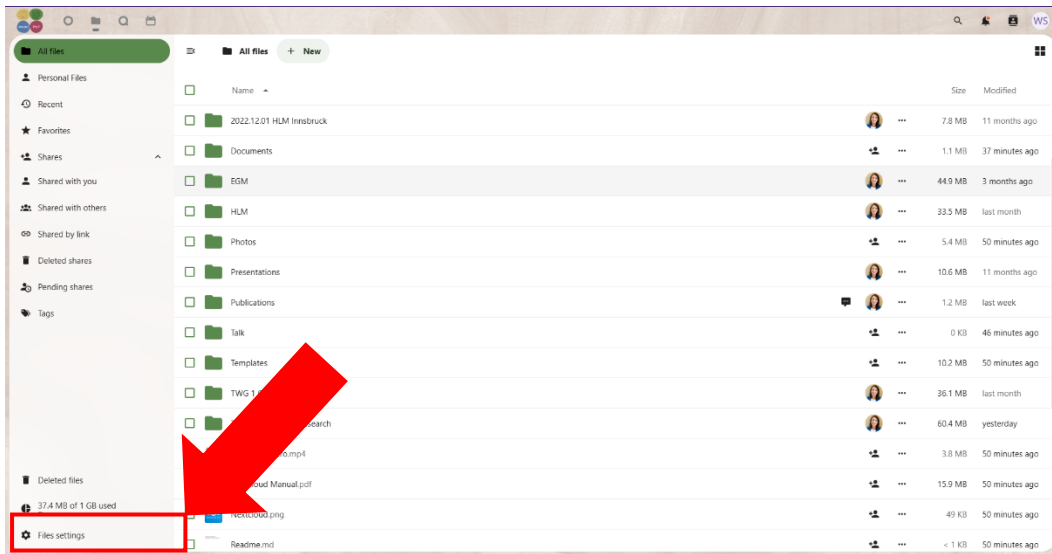 WS
All files
Personal Files
Recent
Favorites
Shares
Shared with you
Shared with others
Shared by link
Deleted shares
Pending shares
Tags
Deleted files
37.4 MB of 1 GB used
Files settings
All files + New
Name Size Modified
2022.12.01 HLM Innsbruck 7.8 MB 11 months ago
Documents 1.1 MB 37 minutes ago
EGM 44.9 MB 3 months ago
HLM 33.5 MB last month
Photos 5.4 MB 50 minutes ago
Presentations 10.6 MB 11 months ago
Publications 1.2 MB last week
Talk 0 KB 46 minutes ago
Templates 10.2 MB 50 minutes ago
TWG 1 36.1 MB last month
search 60.4 MB yesterday
.mp4 3.8 MB 50 minutes ago
oud Manual.pdf 15.9 MB 50 minutes ago
Nextcloud.png 49 KB 50 minutes ago
Readme.md < 1 KB 50 minutes ago